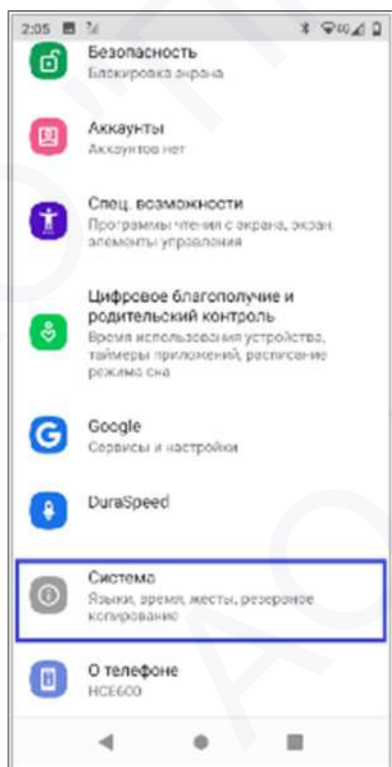 2:05
4G
Безопасность
Блокировка экрана
Аккаунты
Аккаунтов нет
Спец. возможности
Программы чтения с экрана, экран,
элементы управления
Цифровое благополучие и
родительский контроль
Время использования устройства,
таймеры приложений, расписание
режима сна
Google
Сервисы и настройки
DuraSpeed
Система
Языки, время, жесты, резервное
копирование
О телефоне
HCE600